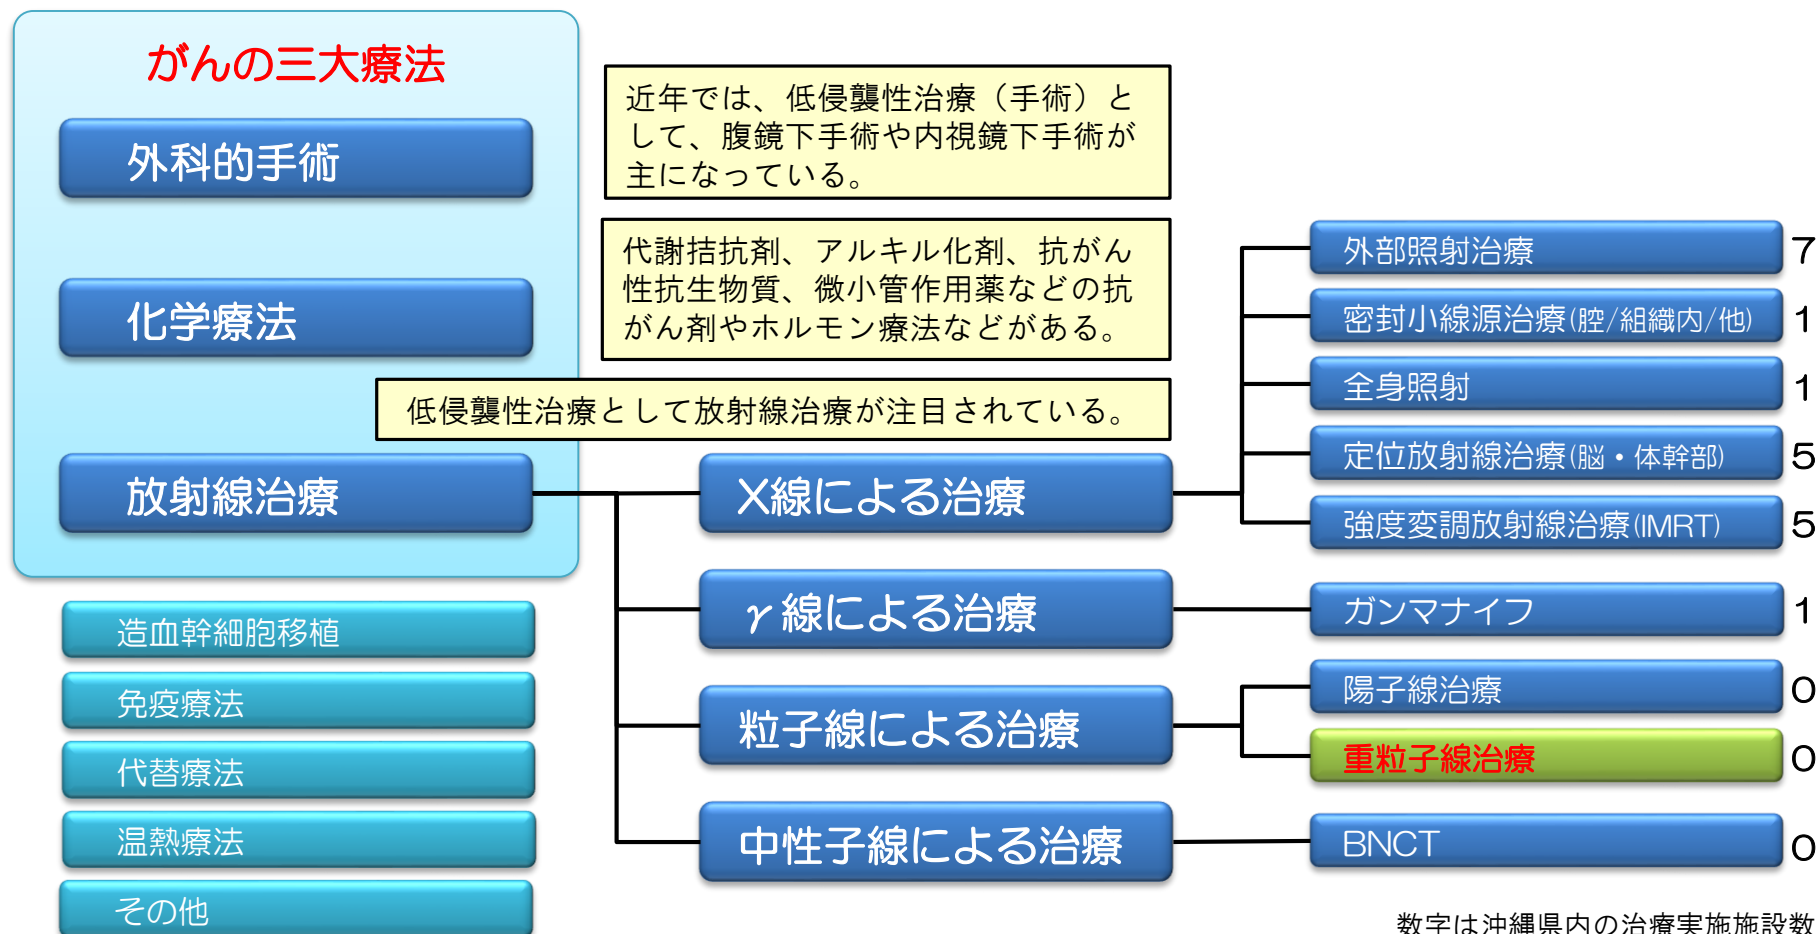 がんの三大療法
外科的手術
近年では、低侵襲性治療（手術）と
して、腹鏡下手術や内視鏡下手術が
主になっている。
化学療法
代謝拮抗剤、アルキル化剤、抗がん
性抗生物質、微小管作用薬などの抗
がん剤やホルモン療法などがある。
低侵襲性治療として放射線治療が注目されている。
放射線治療
X線による治療
外部照射治療 7
密封小線源治療(腔/組織内/他) 1
全身照射 1
定位放射線治療(脳・体幹部) 5
強度変調放射線治療(IMRT) 5
γ線による治療
ガンマナイフ 1
粒子線による治療
陽子線治療 0
重粒子線治療 0
中性子線による治療
BNCT 0
造血幹細胞移植
免疫療法
代替療法
温熱療法
その他
数字は沖縄県内の治療実施施設数